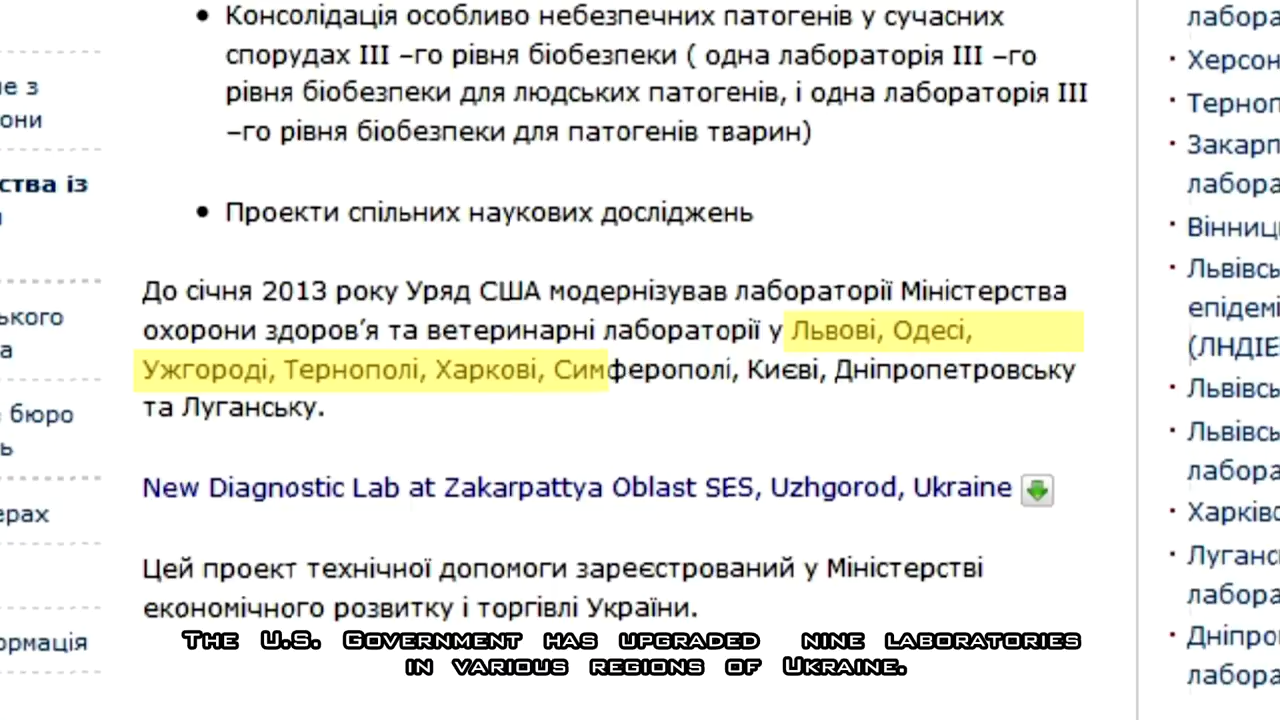 Консолідація особливо небезпечних патогенів у сучасних
спорудах III –го рівня біобезпеки ( одна лабораторія III –го
рівня біобезпеки для людських патогенів, і одна лабораторія III
–го рівня біобезпеки для патогенів тварин)
Проекти спільних наукових досліджень
До січня 2013 року Уряд США модернізував лабораторії Міністерства
охорони здоров’я та ветеринарні лабораторії у Львові, Одесі,
Ужгороді, Тернополі, Харкові, Симферополі, Києві, Дніпропетровську
та Луганську.
New Diagnostic Lab at Zakarpattya Oblast SES, Uzhgorod, Ukraine
Цей проект технічної допомоги зареєстрований у Міністерстві
економічного розвитку і торгівлі України.
The U.S. Government has upgraded nine laboratories
in various regions of Ukraine.
з
із
бюро
(ЛНДІЕ